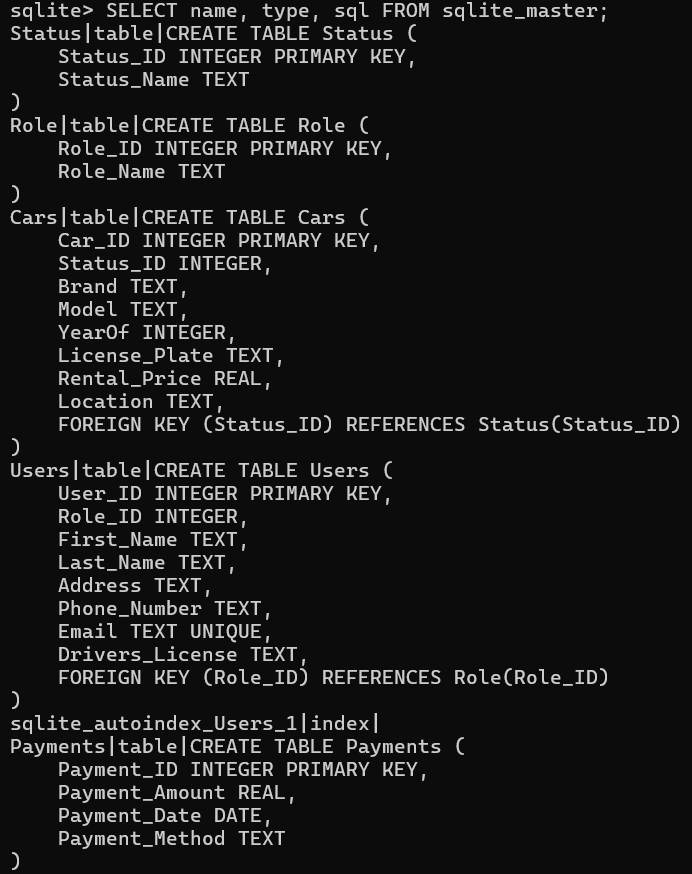 sqlite> SELECT name, type, sql FROM sqlite_master;
Status|table|CREATE TABLE Status (
    Status_ID INTEGER PRIMARY KEY,
    Status_Name TEXT
)
Role|table|CREATE TABLE Role (
    Role_ID INTEGER PRIMARY KEY,
    Role_Name TEXT
)
Cars|table|CREATE TABLE Cars (
    Car_ID INTEGER PRIMARY KEY,
    Status_ID INTEGER,
    Brand TEXT,
    Model TEXT,
    YearOf INTEGER,
    License_Plate TEXT,
    Rental_Price REAL,
    Location TEXT,
    FOREIGN KEY (Status_ID) REFERENCES Status(Status_ID)
)
Users|table|CREATE TABLE Users (
    User_ID INTEGER PRIMARY KEY,
    Role_ID INTEGER,
    First_Name TEXT,
    Last_Name TEXT,
    Address TEXT,
    Phone_Number TEXT,
    Email TEXT UNIQUE,
    Drivers_License TEXT,
    FOREIGN KEY (Role_ID) REFERENCES Role(Role_ID)
)
sqlite_autoindex_Users_1|index|
Payments|table|CREATE TABLE Payments (
    Payment_ID INTEGER PRIMARY KEY,
    Payment_Amount REAL,
    Payment_Date DATE,
    Payment_Method TEXT
)